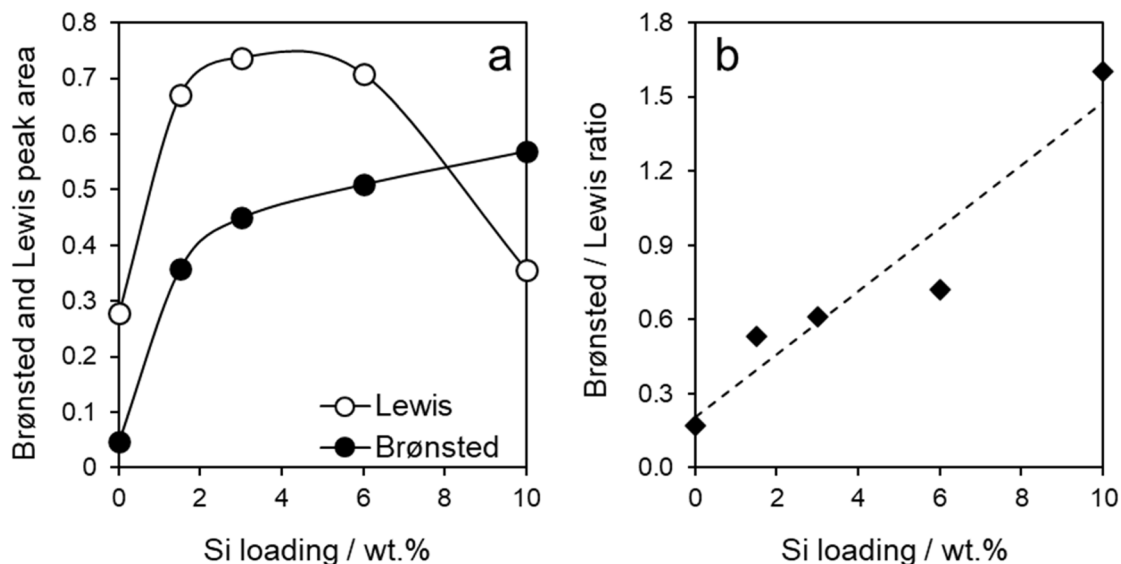 a
Brønsted and Lewis peak area
0.8
0.7
0.6
0.5
0.4
0.3
0.2
0.1
0
0 2 4 6 8 10
Si loading / wt.%
Lewis
Brønsted
b
Brønsted / Lewis ratio
1.8
1.5
1.2
0.9
0.6
0.3
0.0
0 2 4 6 8 10
Si loading / wt.%